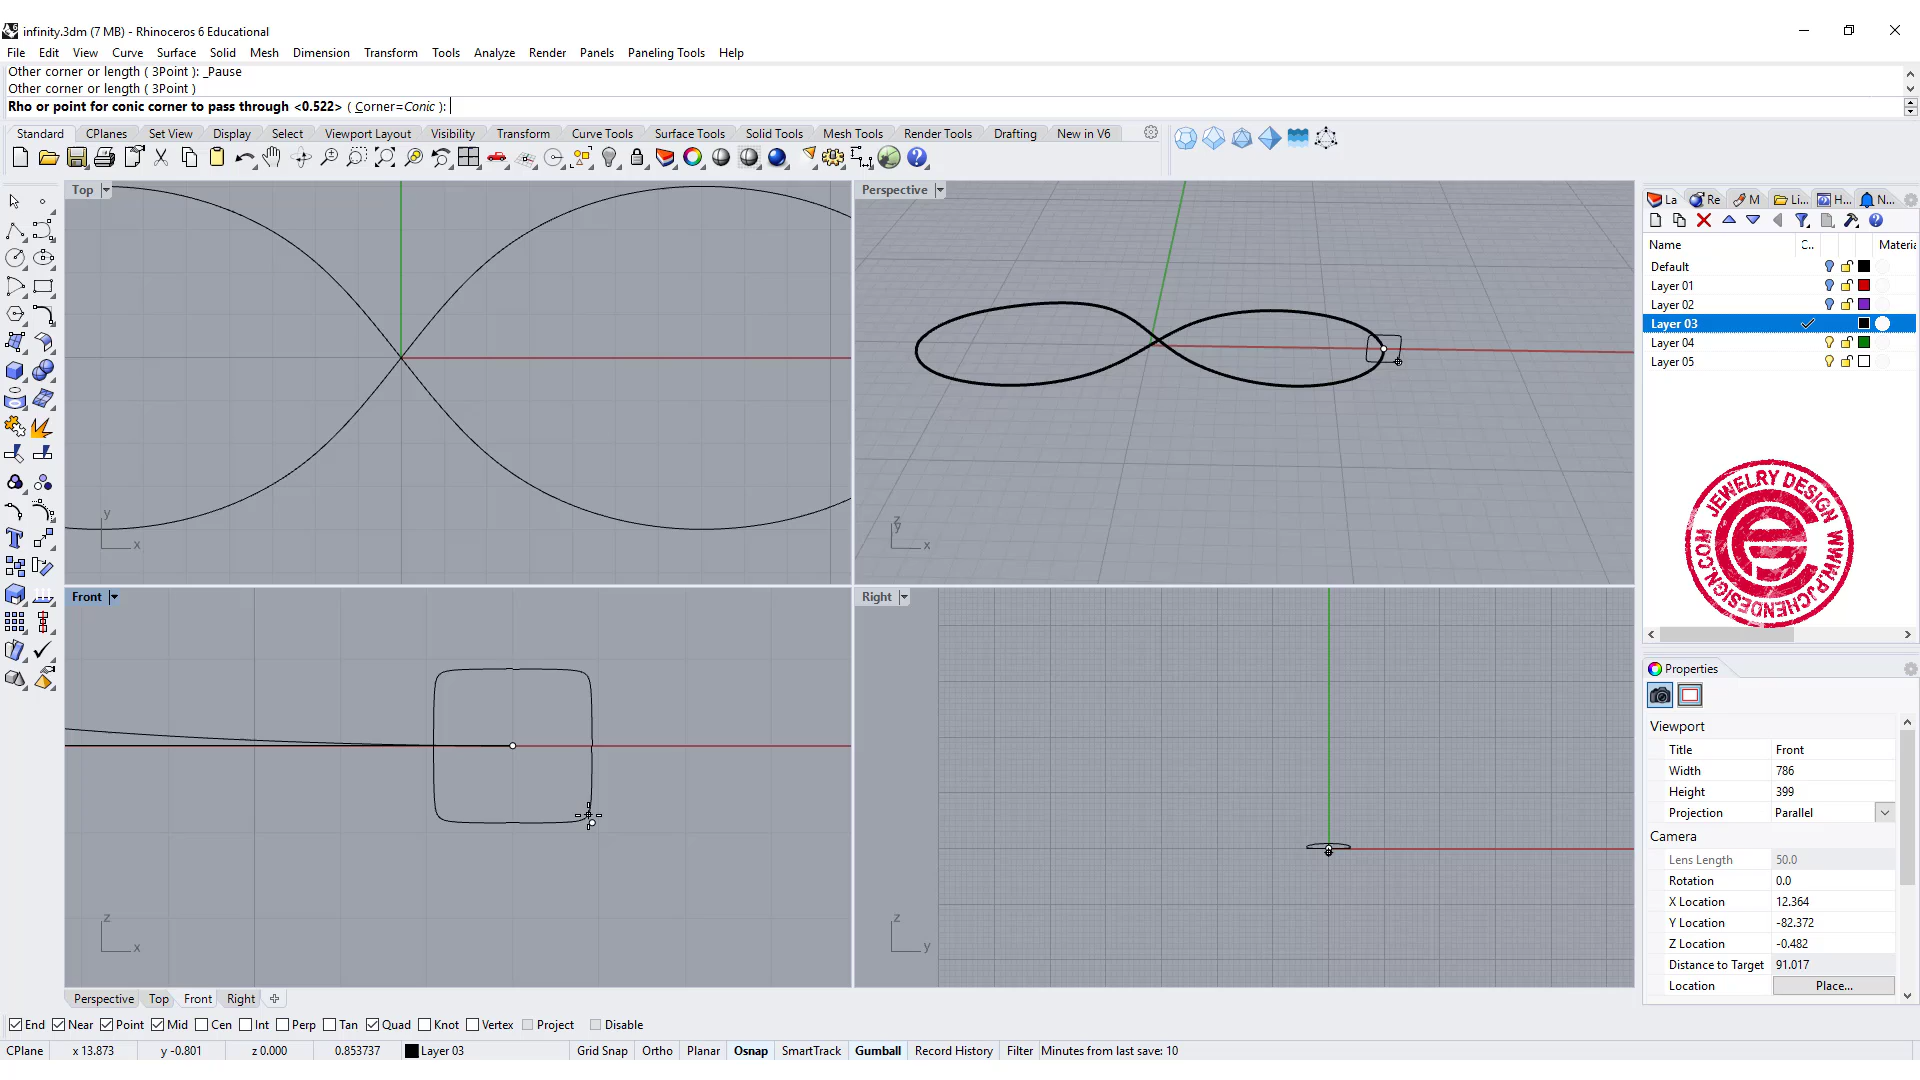 infinity.3dm (7 MB) - Rhinoceros 6 Educational
File Edit View Curve Surface Solid Mesh Dimension Transform Tools Analyze Render Panels Paneling Tools Help
Other corner or length ( 3Point ): _Pause
Other corner or length ( 3Point )
Rho or point for conic corner to pass through <0.522> ( Corner=Conic ):
Standard CPlanes Set View Display Select Viewport Layout Visibility Transform Curve Tools Surface Tools Solid Tools Mesh Tools Render Tools Drafting New in V6
Top
y
x
Perspective
z
y
x
Front
z
x
Right
z
y
La Re M Li... H... N...
Name C.. Materia
Default
Layer 01
Layer 02
Layer 03
Layer 04
Layer 05
JEWELRY DESIGN WWW.PJCHENDESIGN.COM
Properties
Viewport
Title Front
Width 786
Height 399
Projection Parallel
Camera
Lens Length 50.0
Rotation 0.0
X Location 12.364
Y Location -82.372
Z Location -0.482
Distance to Target 91.017
Location Place...
Perspective Top Front Right
End Near Point Mid Cen Int Perp Tan Quad Knot Vertex Project Disable
CPlane x 13.873 y -0.801 z 0.000 0.853737 Layer 03 Grid Snap Ortho Planar Osnap SmartTrack Gumball Record History Filter Minutes from last save: 10